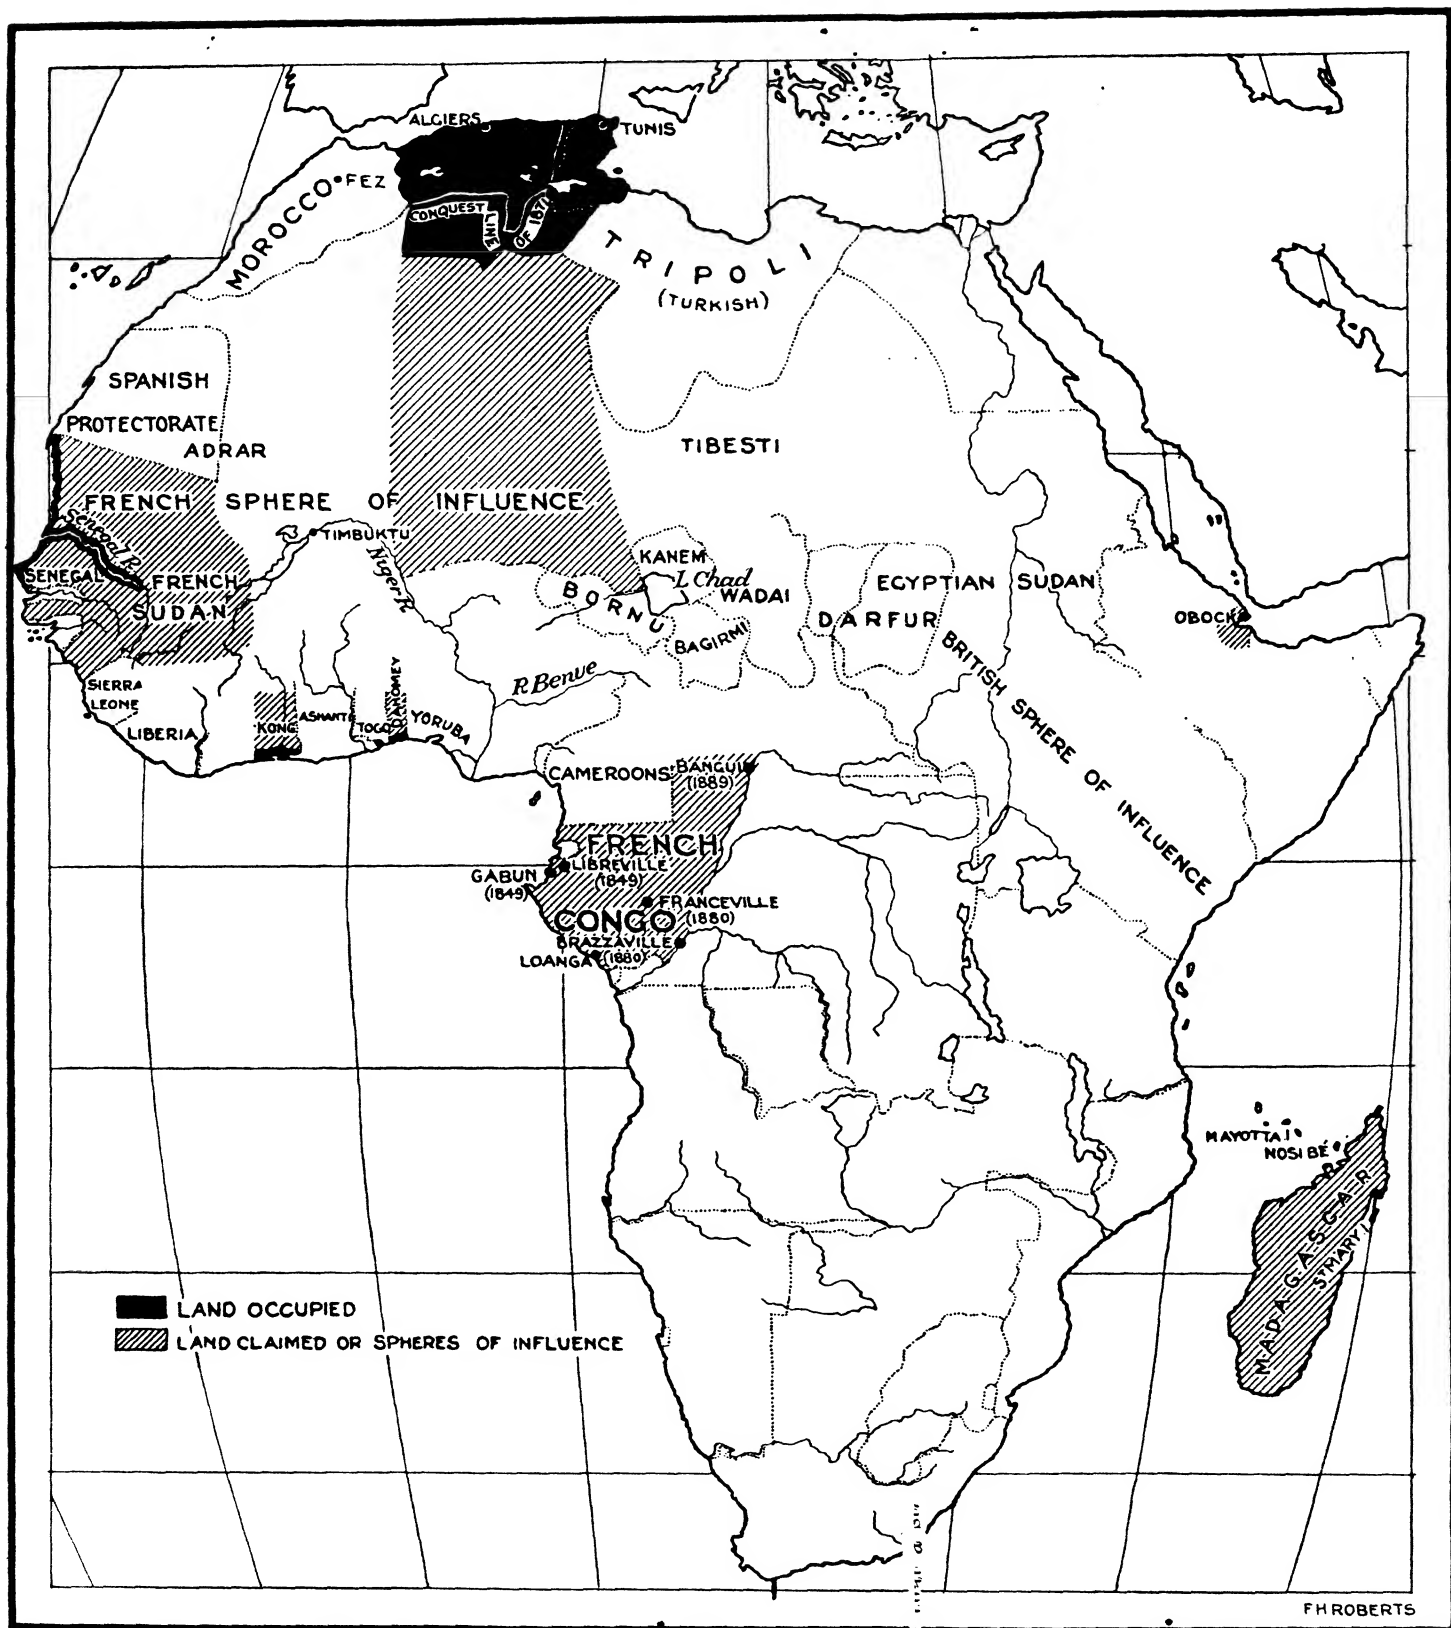 ALGIERS
TUNIS
FEZ
MOROCCO
CONQUEST
LINE
OF 1871
TRIPOLI
(TURKISH)
SPANISH
PROTECTORATE
ADRAR
TIBESTI
FRENCH SPHERE OF INFLUENCE
Senegal R.
TIMBUKTU
Niger R.
KANEM
L Chad
WADAI
SENEGAL
FRENCH
SUDAN
BORNU
BAGIRMI
DARFUR
EGYPTIAN SUDAN
OBOCK
BRITISH SPHERE OF INFLUENCE
R. Benue
SIERRA
LEONE
LIBERIA
KONG
ASHANTI
TOGO
DAHOMEY
YORUBA
CAMEROONS
BANGUI
(1889)
FRENCH
CONGO
GABUN
(1849)
LIBREVILLE
(1849)
FRANCEVILLE
(1880)
BRAZZAVILLE
(1880)
LOANGA
MAYOTTA I.
NOSI BÉ
MADAGASGAR
ST MARY I.
LAND OCCUPIED
LAND CLAIMED OR SPHERES OF INFLUENCE
F H ROBERTS